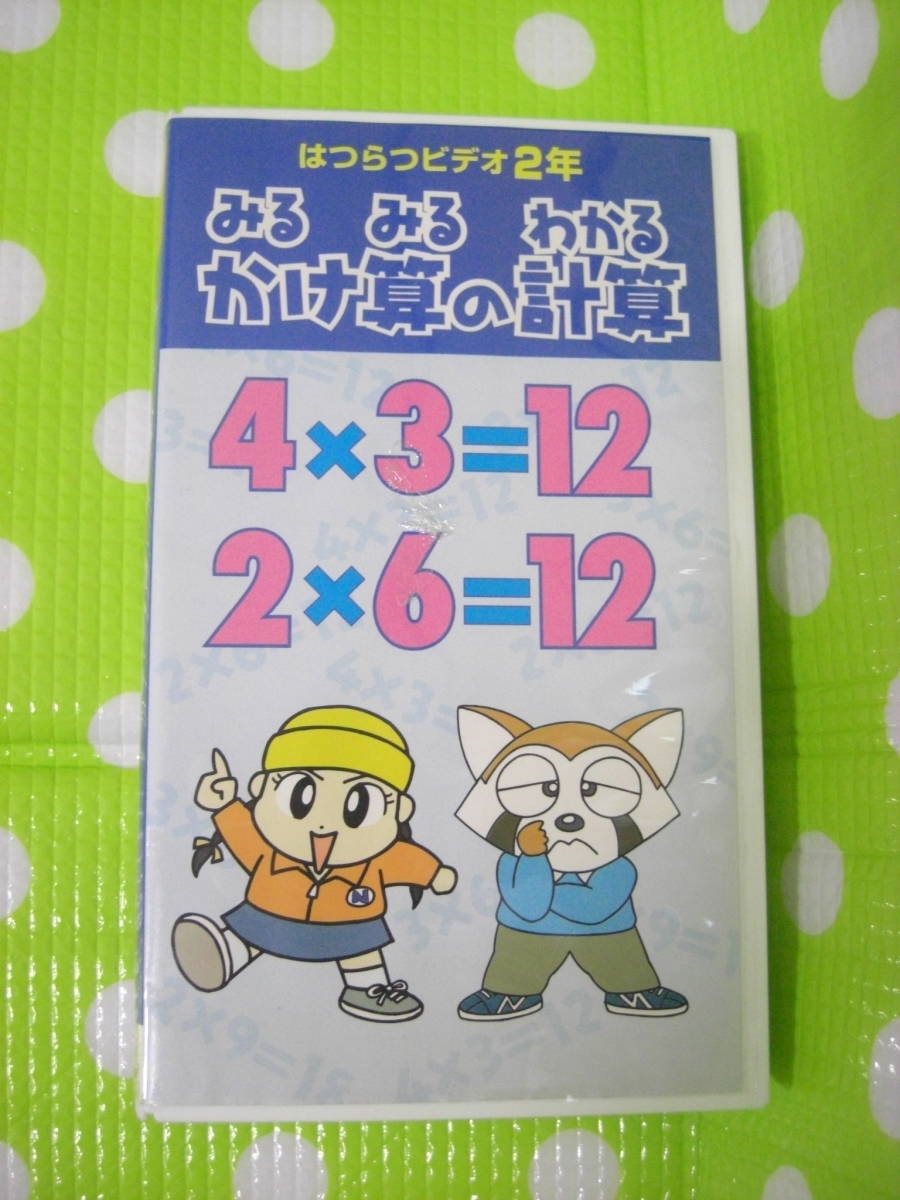 はつらつビデオ2年
みる みる わかる
かけ算の計算
4×3=12
2×6=12
N
N N